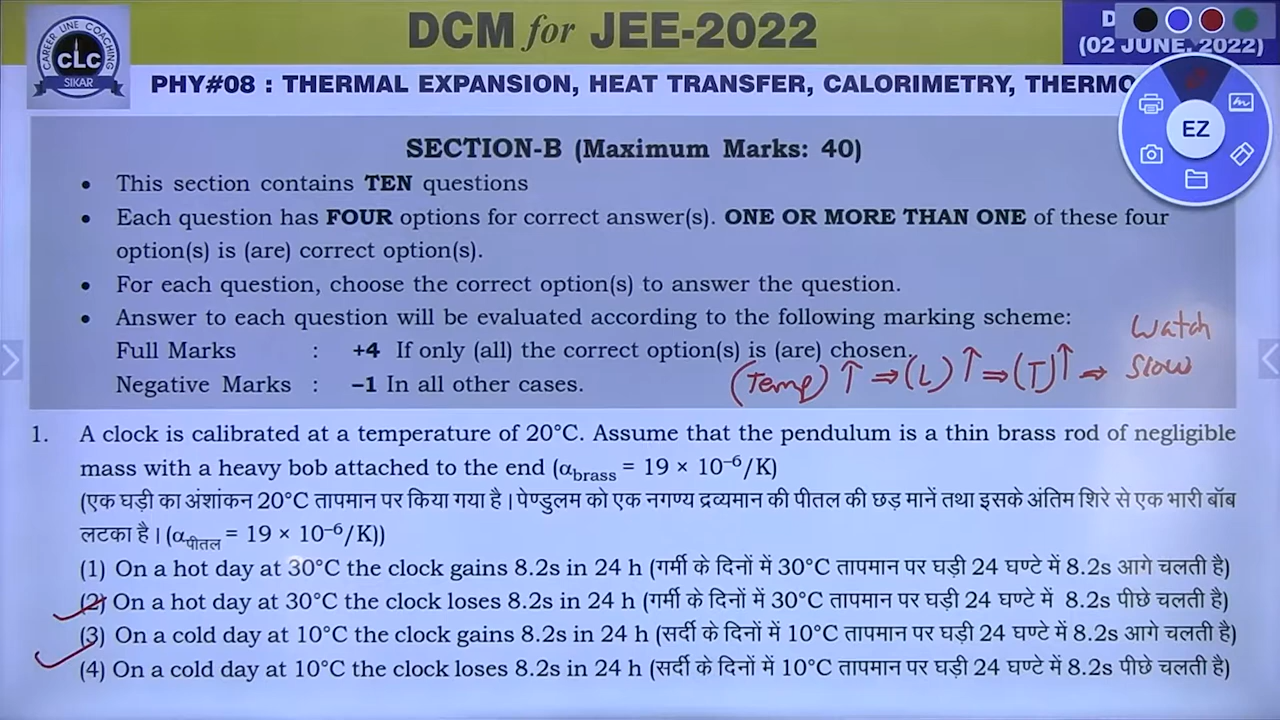 DCM for JEE-2022
(02 JUNE, 2022)
CAREER LINE COACHING
CLC
SIKAR
PHY#08 : THERMAL EXPANSION, HEAT TRANSFER, CALORIMETRY, THERMO
EZ
SECTION-B (Maximum Marks: 40)
• This section contains TEN questions
• Each question has FOUR options for correct answer(s). ONE OR MORE THAN ONE of these four
option(s) is (are) correct option(s).
• For each question, choose the correct option(s) to answer the question.
• Answer to each question will be evaluated according to the following marking scheme:
Full Marks : +4 If only (all) the correct option(s) is (are) chosen.
Negative Marks : –1 In all other cases.
Watch
(Temp) ↑ ⇒ (L) ↑ ⇒ (T) ↑ ⇒ Slow
1. A clock is calibrated at a temperature of 20°C. Assume that the pendulum is a thin brass rod of negligible
mass with a heavy bob attached to the end (αbrass = 19 × 10–6/K)
(एक घड़ी का अंशांकन 20°C तापमान पर किया गया है। पेण्डुलम को एक नगण्य द्रव्यमान की पीतल की छड़ मानें तथा इसके अंतिम शिरे से एक भारी बॉब
लटका है। (αपीतल = 19 × 10–6/K))
(1) On a hot day at 30°C the clock gains 8.2s in 24 h (गर्मी के दिनों में 30°C तापमान पर घड़ी 24 घण्टे में 8.2s आगे चलती है)
(2) On a hot day at 30°C the clock loses 8.2s in 24 h (गर्मी के दिनों में 30°C तापमान पर घड़ी 24 घण्टे में 8.2s पीछे चलती है)
(3) On a cold day at 10°C the clock gains 8.2s in 24 h (सर्दी के दिनों में 10°C तापमान पर घड़ी 24 घण्टे में 8.2s आगे चलती है)
(4) On a cold day at 10°C the clock loses 8.2s in 24 h (सर्दी के दिनों में 10°C तापमान पर घड़ी 24 घण्टे में 8.2s पीछे चलती है)